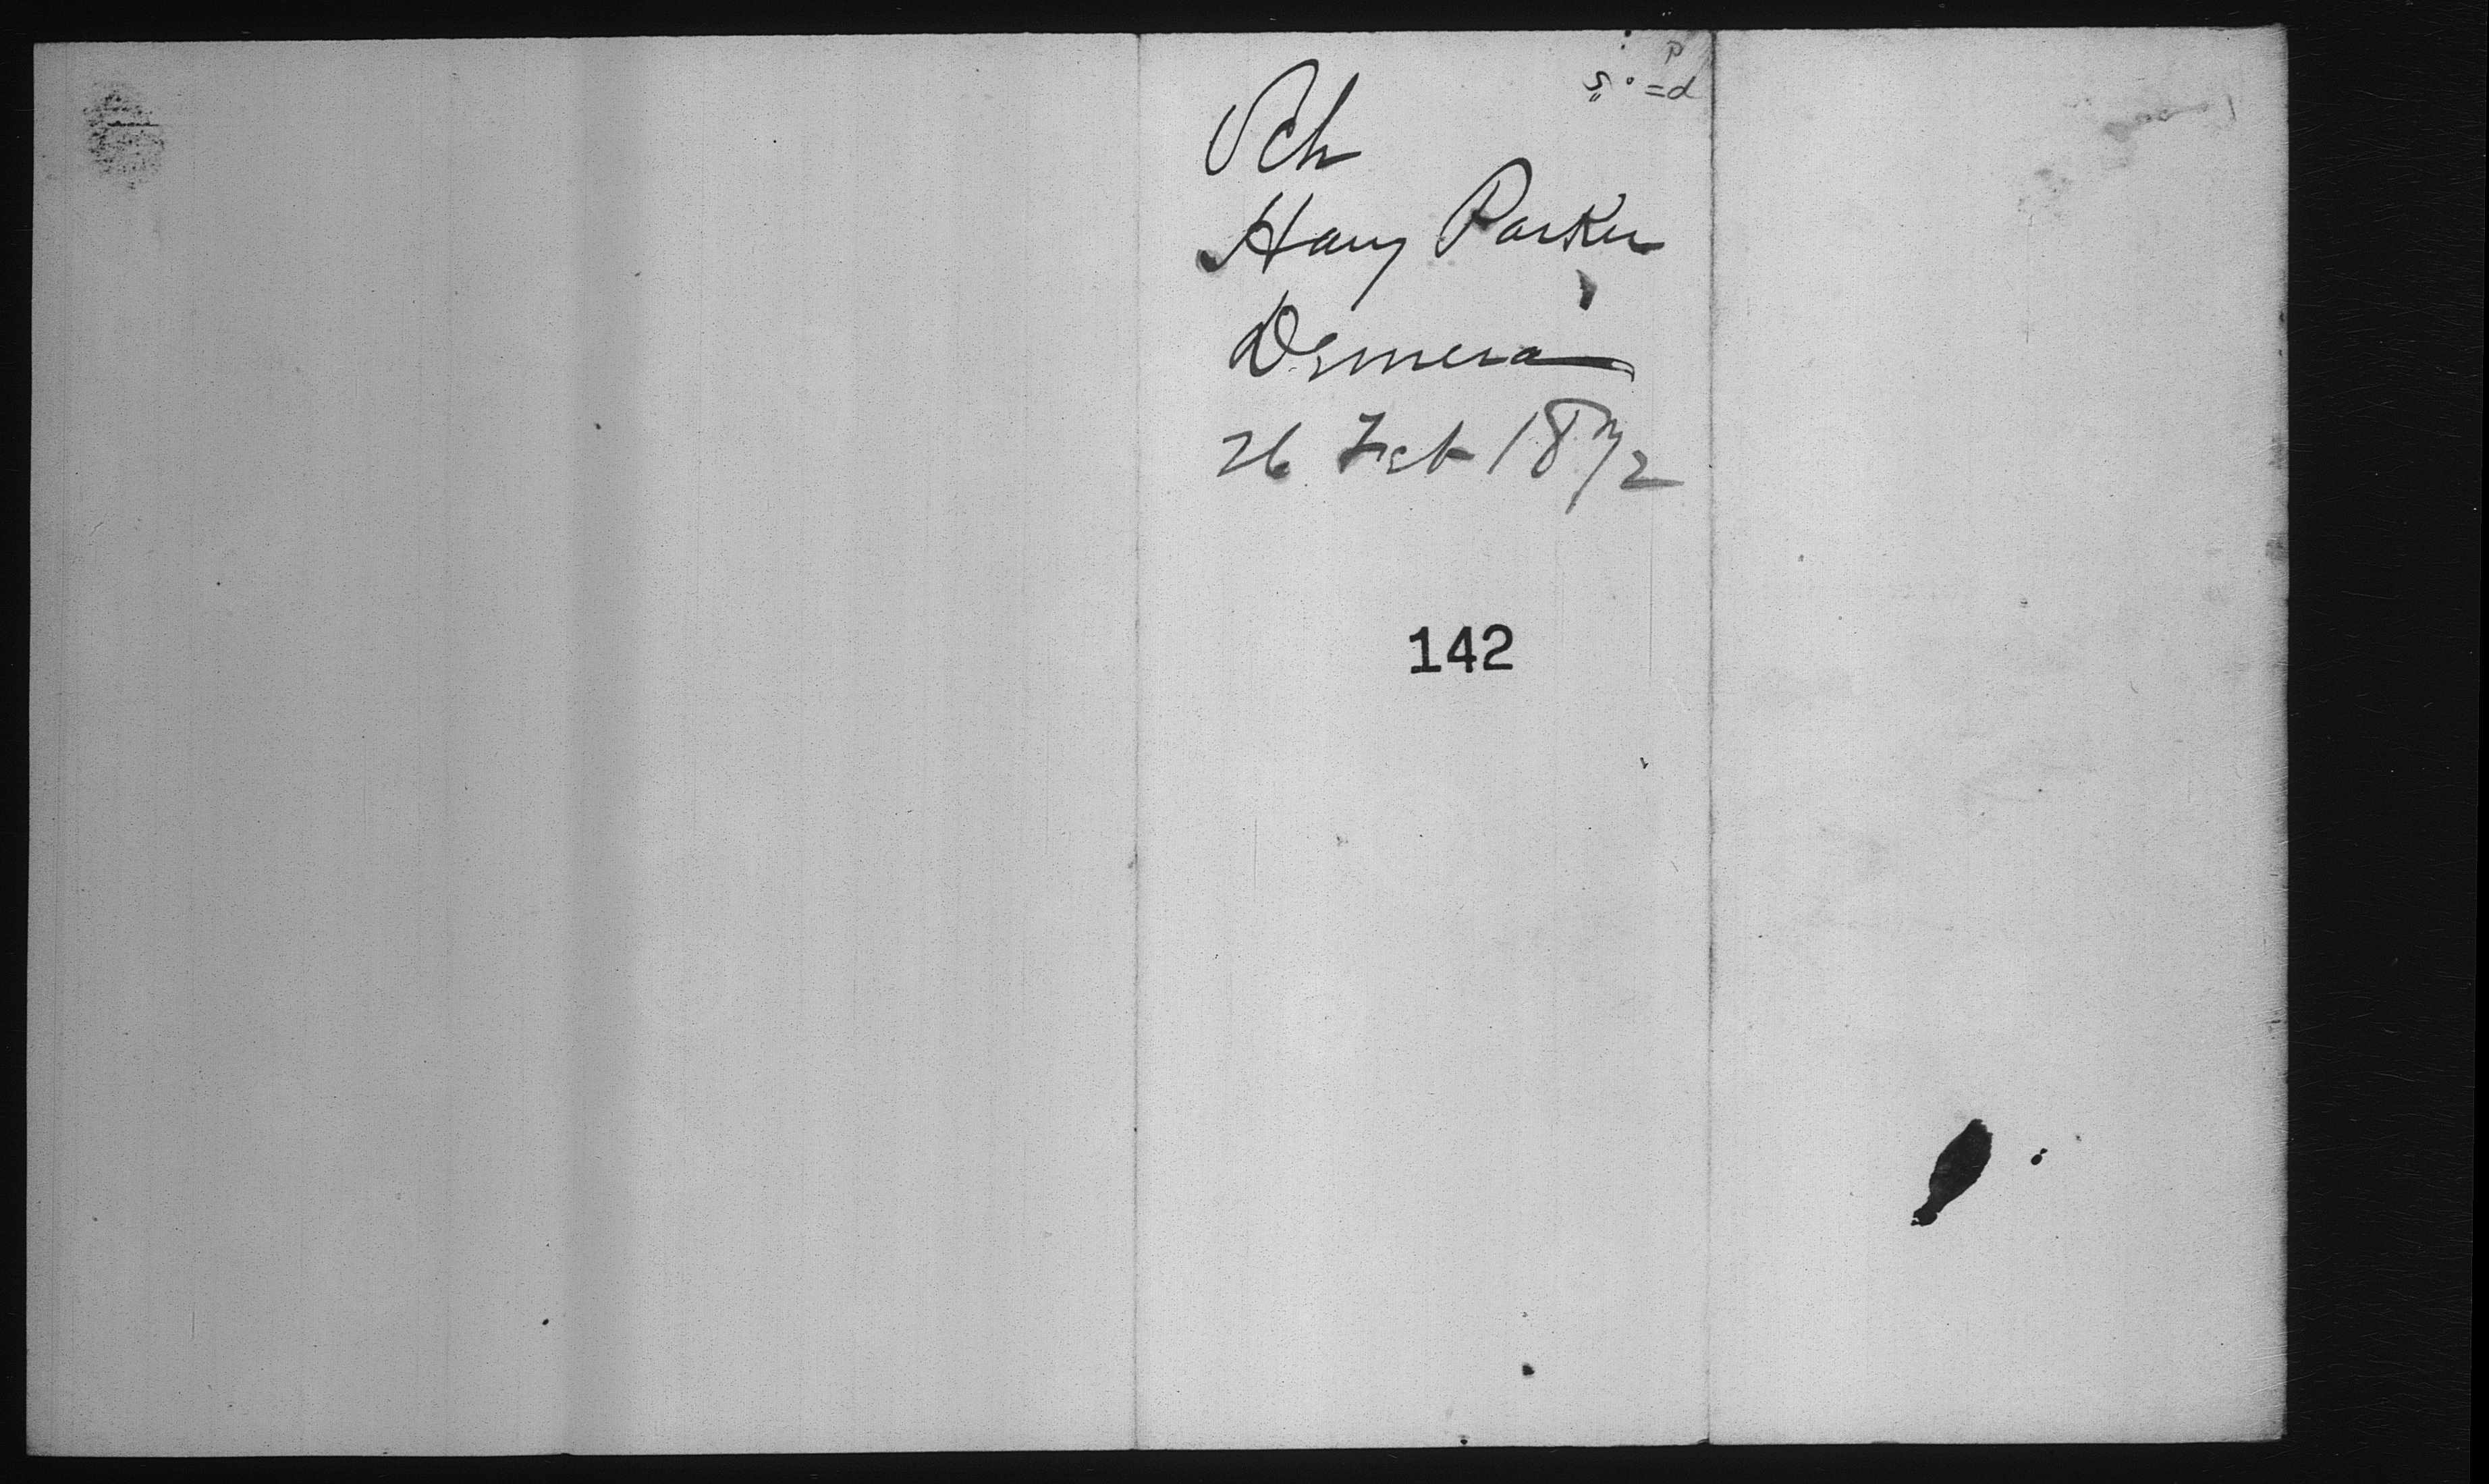 Sch
Harry Parker
Demerara
26 Feb 1872
142